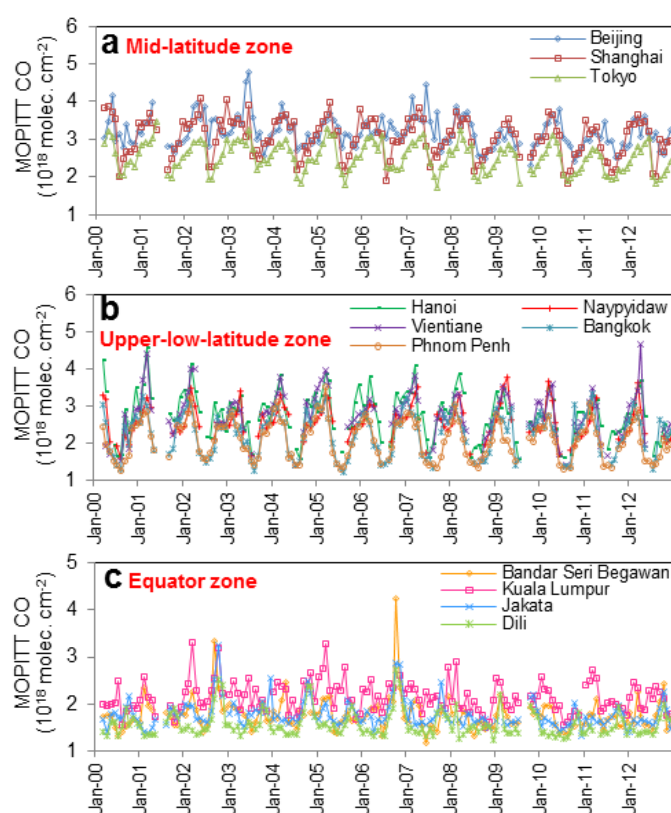 a Mid-latitude zone
Beijing
Shanghai
Tokyo
MOPITT CO
(10¹⁸ molec. cm⁻²)
6
5
4
3
2
1
Jan-00 Jan-01 Jan-02 Jan-03 Jan-04 Jan-05 Jan-06 Jan-07 Jan-08 Jan-09 Jan-10 Jan-11 Jan-12
b Upper-low-latitude zone
Hanoi Naypyidaw
Vientiane Bangkok
Phnom Penh
MOPITT CO
(10¹⁸ molec. cm⁻²)
6
5
4
3
2
1
Jan-00 Jan-01 Jan-02 Jan-03 Jan-04 Jan-05 Jan-06 Jan-07 Jan-08 Jan-09 Jan-10 Jan-11 Jan-12
c Equator zone
Bandar Seri Begawan
Kuala Lumpur
Jakata
Dili
MOPITT CO
(10¹⁸ molec. cm⁻²)
5
4
3
2
1
Jan-00 Jan-01 Jan-02 Jan-03 Jan-04 Jan-05 Jan-06 Jan-07 Jan-08 Jan-09 Jan-10 Jan-11 Jan-12